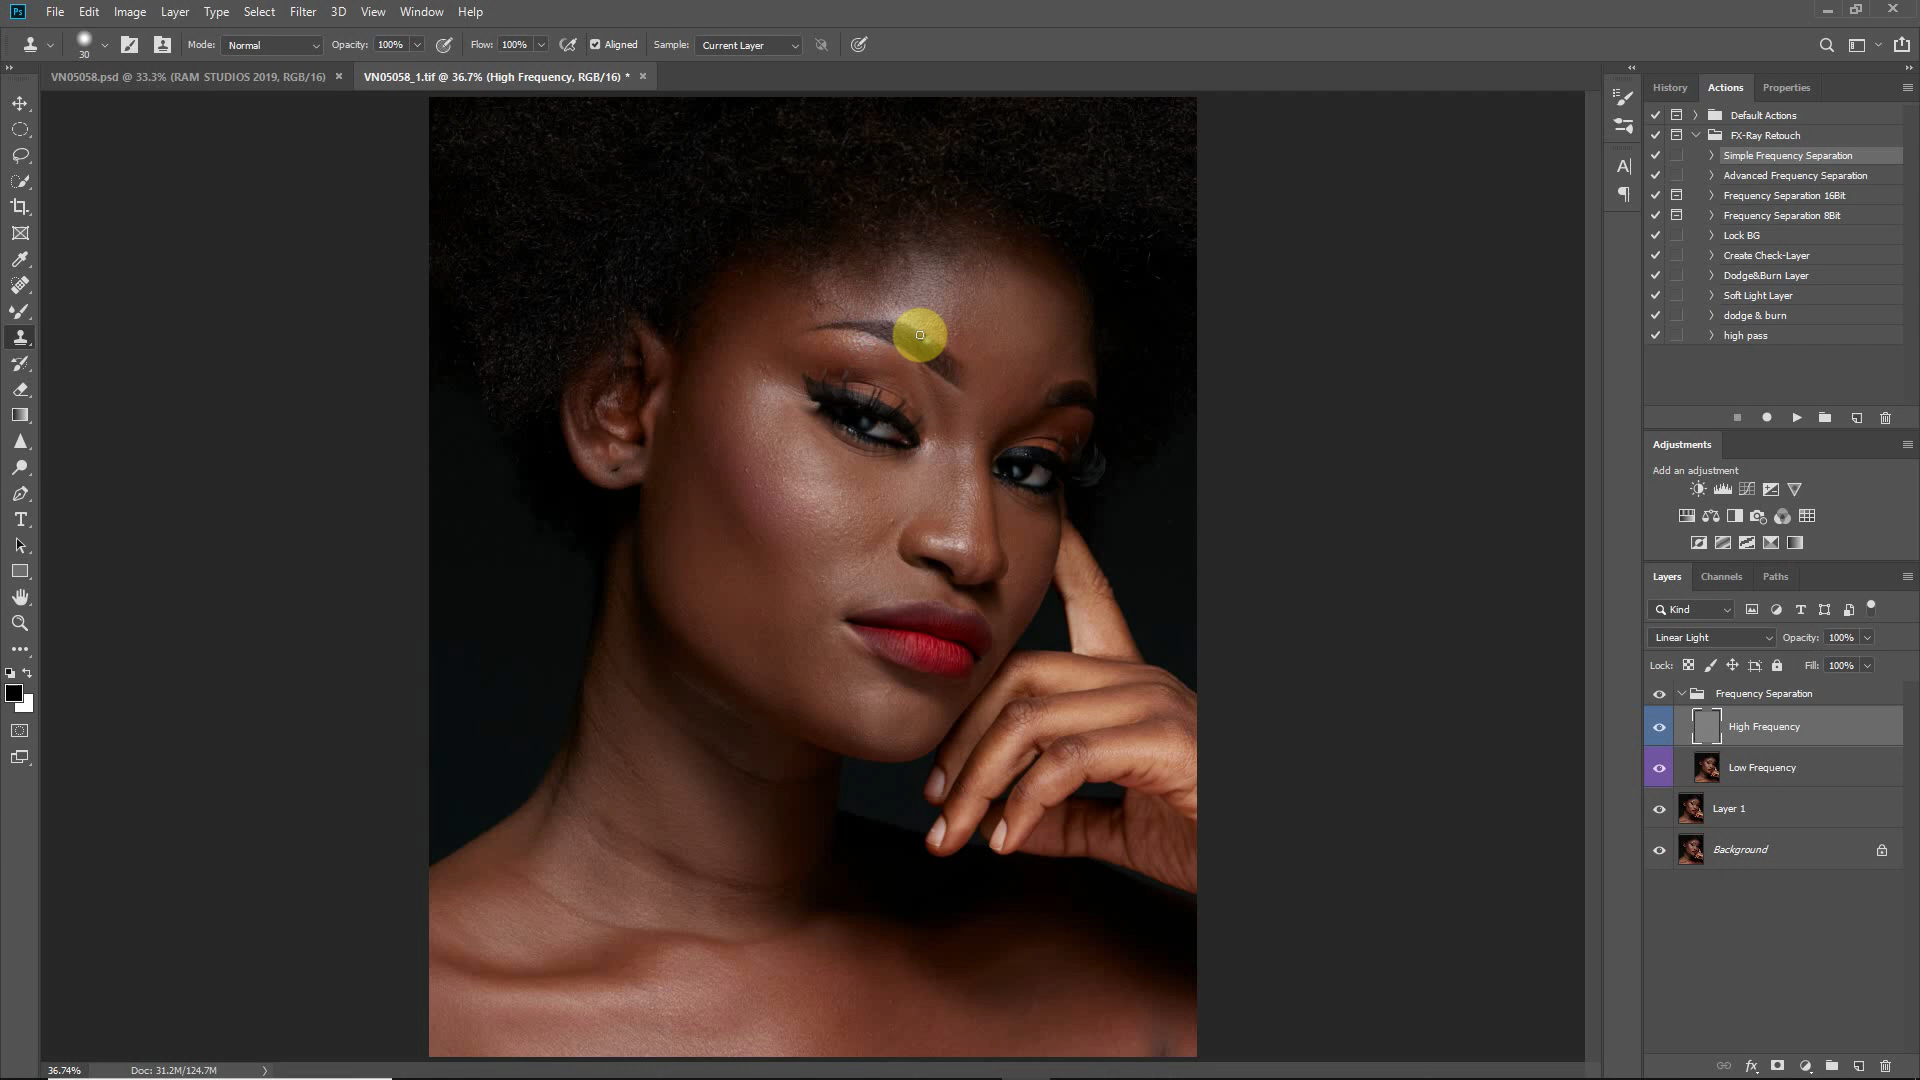 Ps File Edit Image Layer Type Select Filter 3D View Window Help
30 Mode: Normal Opacity: 100% Flow: 100% Aligned Sample: Current Layer
VN05058.psd @ 33.3% (RAM STUDIOS 2019, RGB/16) × VN05058_1.tif @ 36.7% (High Frequency, RGB/16) * ×
History Actions Properties
Default Actions
FX-Ray Retouch
Simple Frequency Separation
Advanced Frequency Separation
Frequency Separation 16Bit
Frequency Separation 8Bit
Lock BG
Create Check-Layer
Dodge&Burn Layer
Soft Light Layer
dodge & burn
high pass
Adjustments
Add an adjustment
Layers Channels Paths
Kind
Linear Light Opacity: 100%
Lock: Fill: 100%
Frequency Separation
High Frequency
Low Frequency
Layer 1
Background
36.74% Doc: 31.2M/124.7M